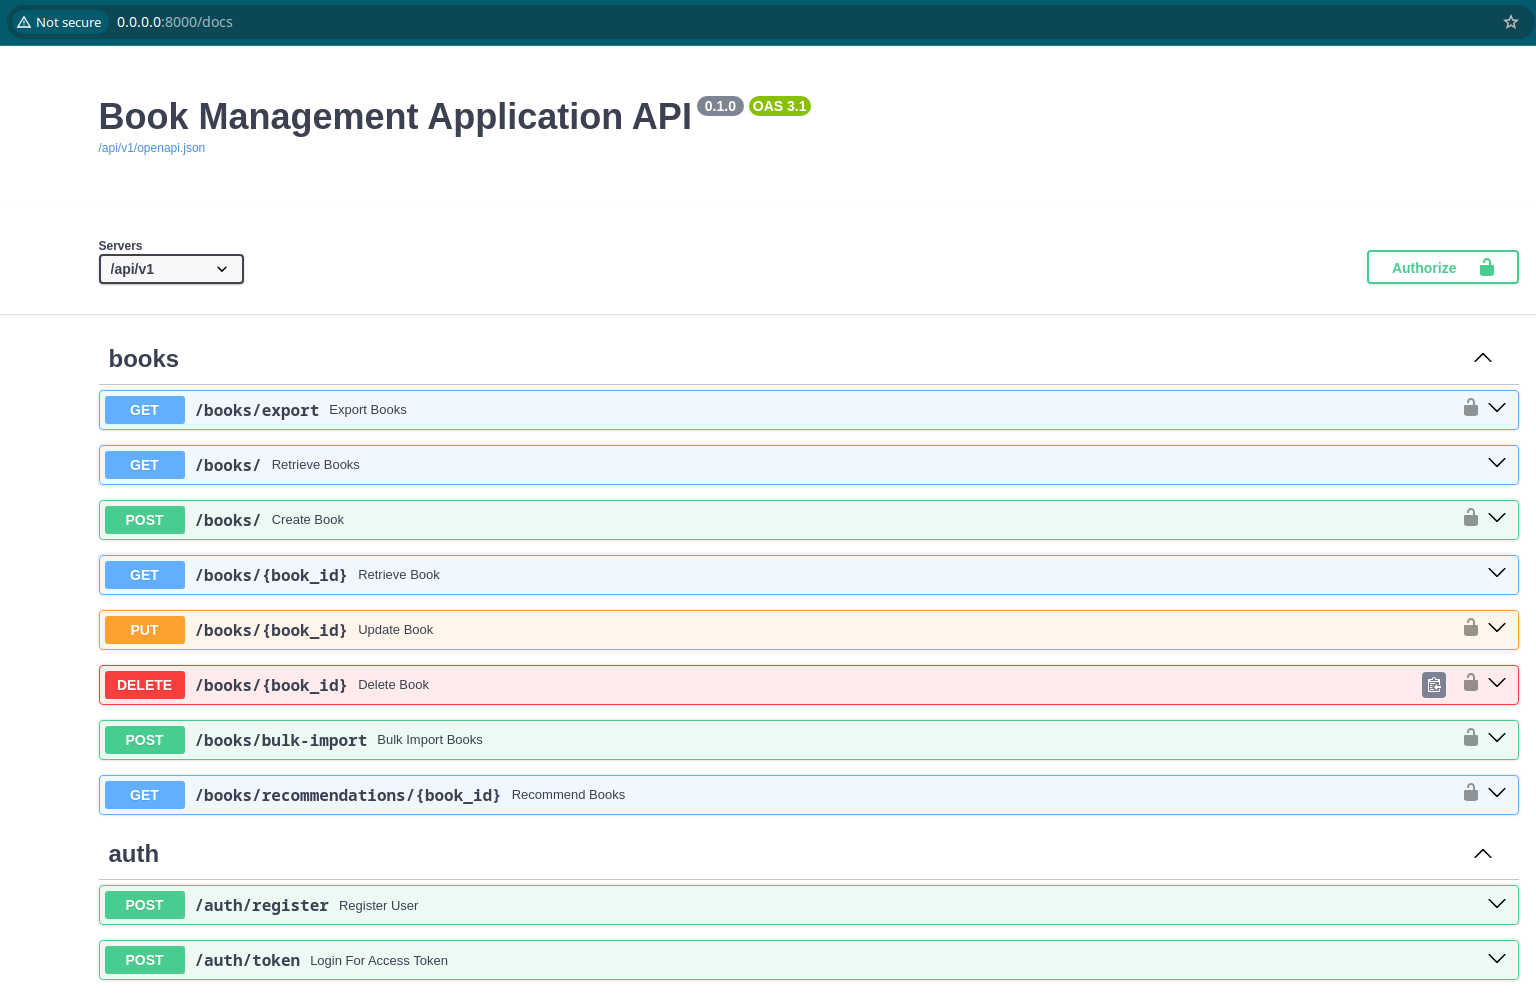 Not secure 0.0.0.0:8000/docs
Book Management Application API 0.1.0 OAS 3.1
/api/v1/openapi.json
Servers
/api/v1
Authorize
books
GET /books/export Export Books
GET /books/ Retrieve Books
POST /books/ Create Book
GET /books/{book_id} Retrieve Book
PUT /books/{book_id} Update Book
DELETE /books/{book_id} Delete Book
POST /books/bulk-import Bulk Import Books
GET /books/recommendations/{book_id} Recommend Books
auth
POST /auth/register Register User
POST /auth/token Login For Access Token